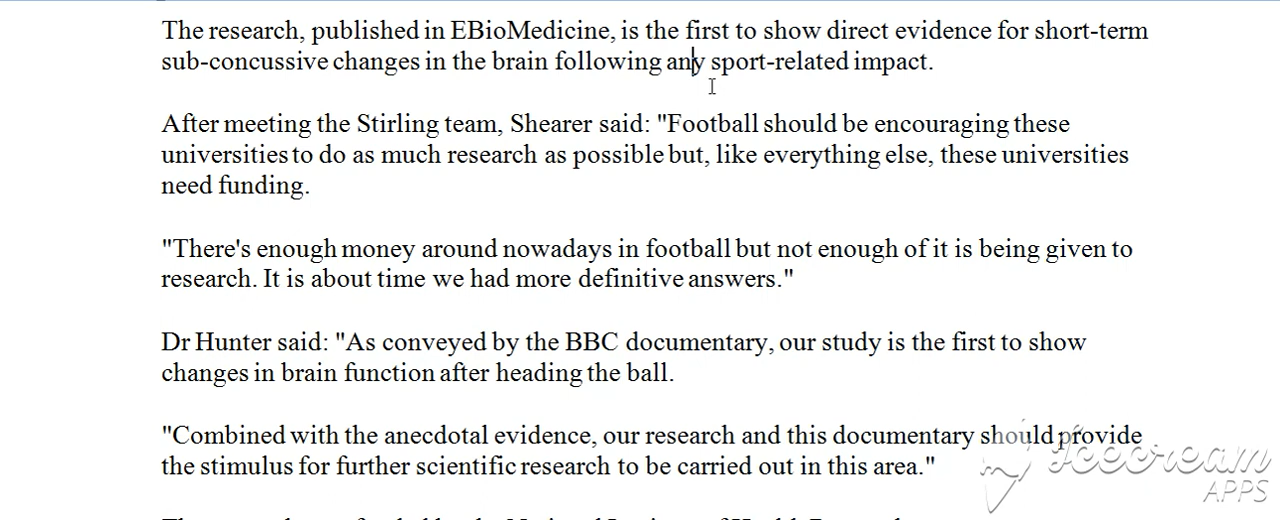 The research, published in EBioMedicine, is the first to show direct evidence for short-term
sub-concussive changes in the brain following any sport-related impact.
After meeting the Stirling team, Shearer said: "Football should be encouraging these
universities to do as much research as possible but, like everything else, these universities
need funding.
"There's enough money around nowadays in football but not enough of it is being given to
research. It is about time we had more definitive answers."
Dr Hunter said: "As conveyed by the BBC documentary, our study is the first to show
changes in brain function after heading the ball.
"Combined with the anecdotal evidence, our research and this documentary should provide
the stimulus for further scientific research to be carried out in this area."
Icecream
APPS